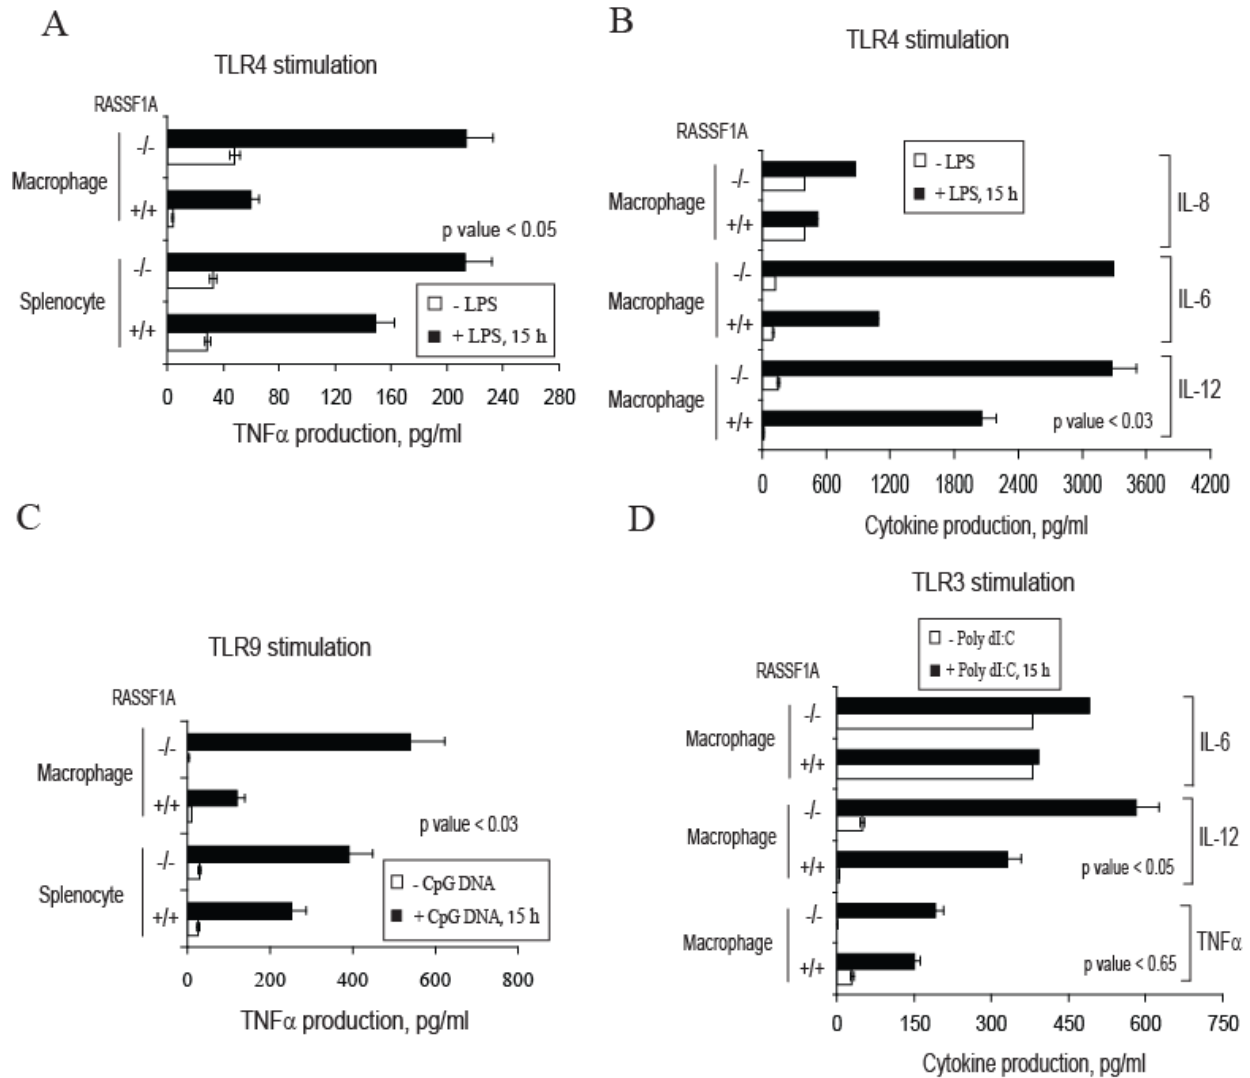 A
TLR4 stimulation
RASSF1A
-/-
Macrophage
+/+
p value < 0.05
-/-
Splenocyte
- LPS
+/+
+ LPS, 15 h
0 40 80 120 160 200 240 280
TNFα production, pg/ml
B
TLR4 stimulation
RASSF1A
- LPS
+ LPS, 15 h
-/-
Macrophage
IL-8
+/+
-/-
Macrophage
IL-6
+/+
-/-
Macrophage
IL-12
+/+
p value < 0.03
0 600 1200 1800 2400 3000 3600 4200
Cytokine production, pg/ml
C
TLR9 stimulation
RASSF1A
-/-
Macrophage
+/+
p value < 0.03
-/-
Splenocyte
- CpG DNA
+/+
+ CpG DNA, 15 h
0 200 400 600 800
TNFα production, pg/ml
D
TLR3 stimulation
- Poly dI:C
+ Poly dI:C, 15 h
RASSF1A
-/-
Macrophage
IL-6
+/+
-/-
Macrophage
IL-12
+/+
p value < 0.05
-/-
Macrophage
TNFα
+/+
p value < 0.65
0 150 300 450 600 750
Cytokine production, pg/ml